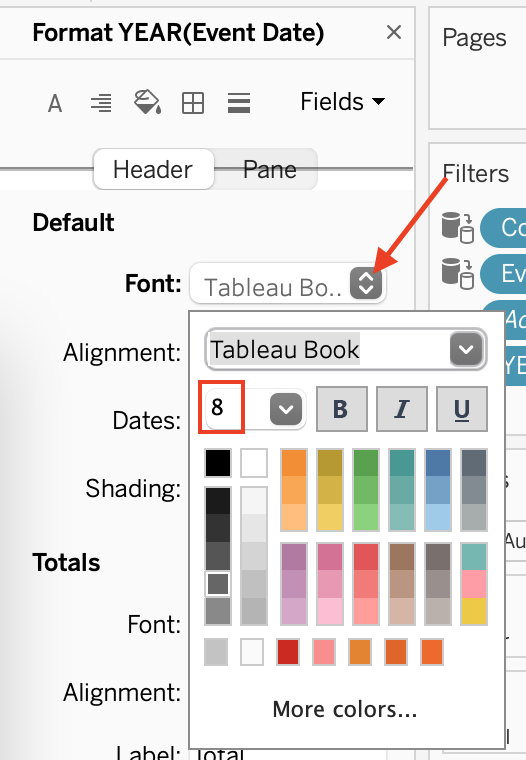 Format YEAR(Event Date)
Pages
A
Fields
Header Pane
Filters
Default
Co
Font: Tableau Bo..
Ev
Alignment: Tableau Book
YE
Dates: 8 B I U
Shading:
Au
Totals
Font:
Alignment:
More colors...
Label: Total